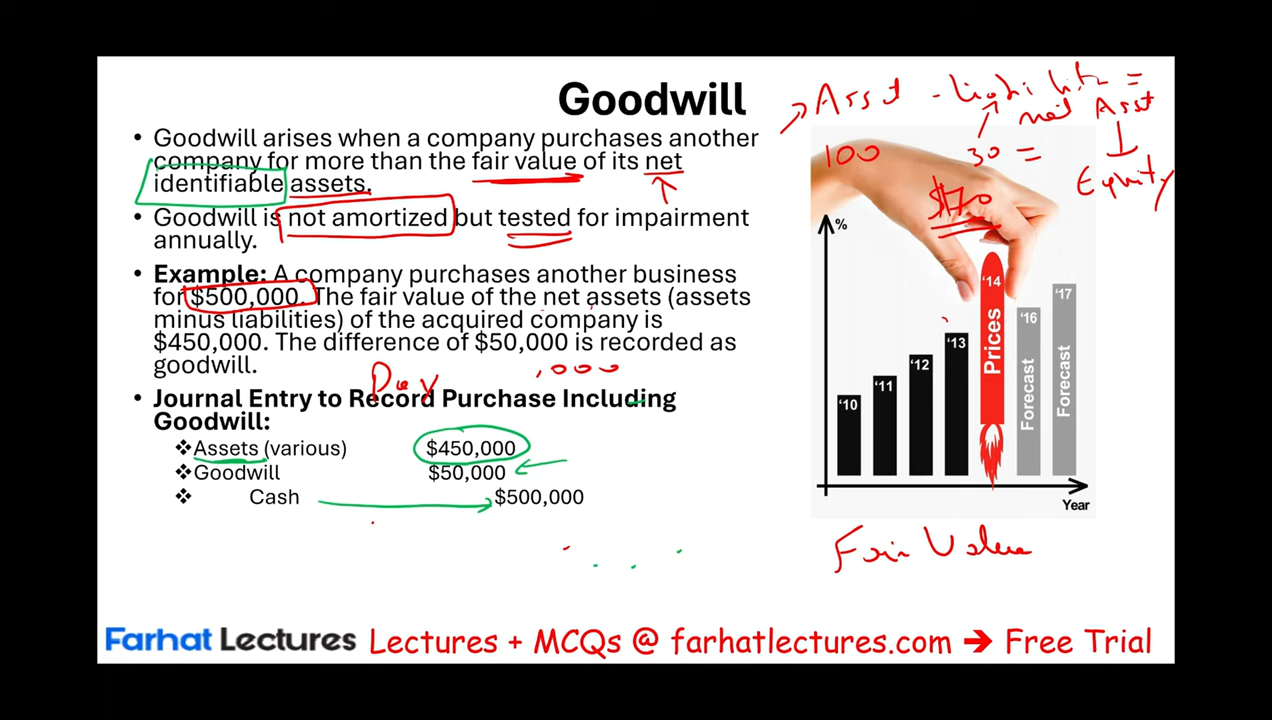 Goodwill
• Goodwill arises when a company purchases another
company for more than the fair value of its net
identifiable assets.
• Goodwill is not amortized but tested for impairment
annually.
• Example: A company purchases another business
for $500,000. The fair value of the net assets (assets
minus liabilities) of the acquired company is
$450,000. The difference of $50,000 is recorded as
goodwill.
• Journal Entry to Record Purchase Including
Goodwill:
❖Assets (various) $450,000
❖Goodwill $50,000
❖ Cash $500,000
Pay
,000
Asset - liabilities =
net Asset
100 30 =
Equity
$70
%
'10
'11
'12
'13
'14
Prices
'16
Forecast
'17
Forecast
Year
Fair Value
Farhat Lectures Lectures + MCQs @ farhatlectures.com → Free Trial